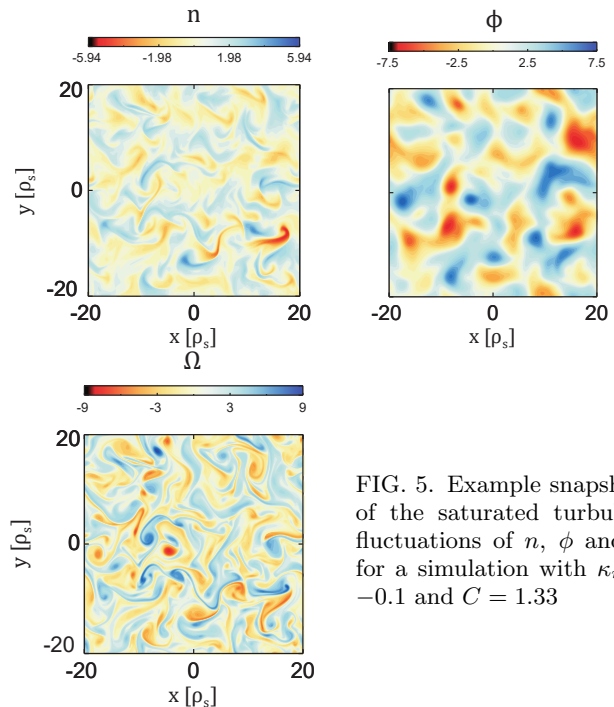 n
-5.94 -1.98 1.98 5.94
20
0
-20
y [ρs]
-20 0 20
x [ρs]
ϕ
-7.5 -2.5 2.5 7.5
-20 0 20
x [ρs]
Ω
-9 -3 3 9
20
0
-20
y [ρs]
-20 0 20
x [ρs]
FIG. 5. Example snapsh
of the saturated turbu
fluctuations of n, ϕ and
for a simulation with κ
−0.1 and C = 1.33